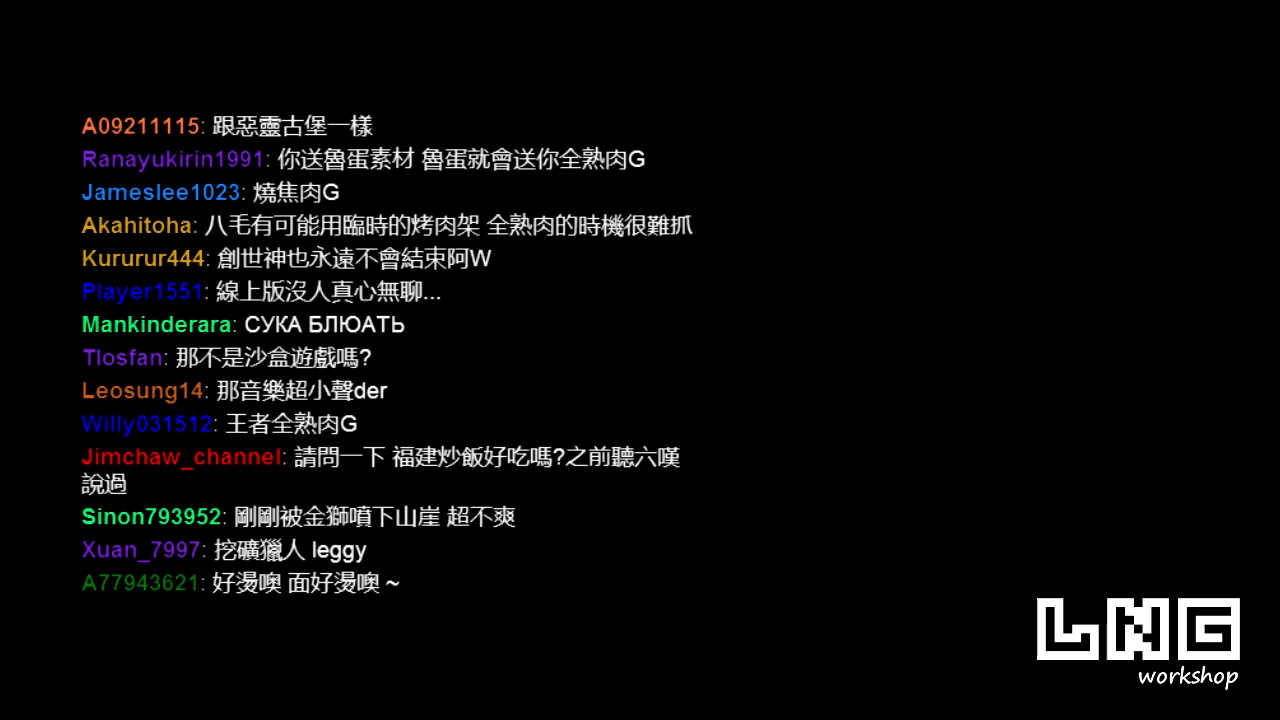 A09211115: 跟惡靈古堡一樣
Ranayukirin1991: 你送魯蛋素材 魯蛋就會送你全熟肉G
Jameslee1023: 燒焦肉G
Akahitoha: 八毛有可能用臨時的烤肉架 全熟肉的時機很難抓
Kururur444: 創世神也永遠不會結束阿W
Player1551: 線上版沒人真心無聊...
Mankinderara: СУКА БЛЮАТЬ
Tlosfan: 那不是沙盒遊戲嗎?
Leosung14: 那音樂超小聲der
Willy031512: 王者全熟肉G
Jimchaw_channel: 請問一下 福建炒飯好吃嗎?之前聽六嘆
說過
Sinon793952: 剛剛被金獅噴下山崖 超不爽
Xuan_7997: 挖礦獵人 leggy
A77943621: 好燙噢 面好燙噢 ~
LNG
workshop